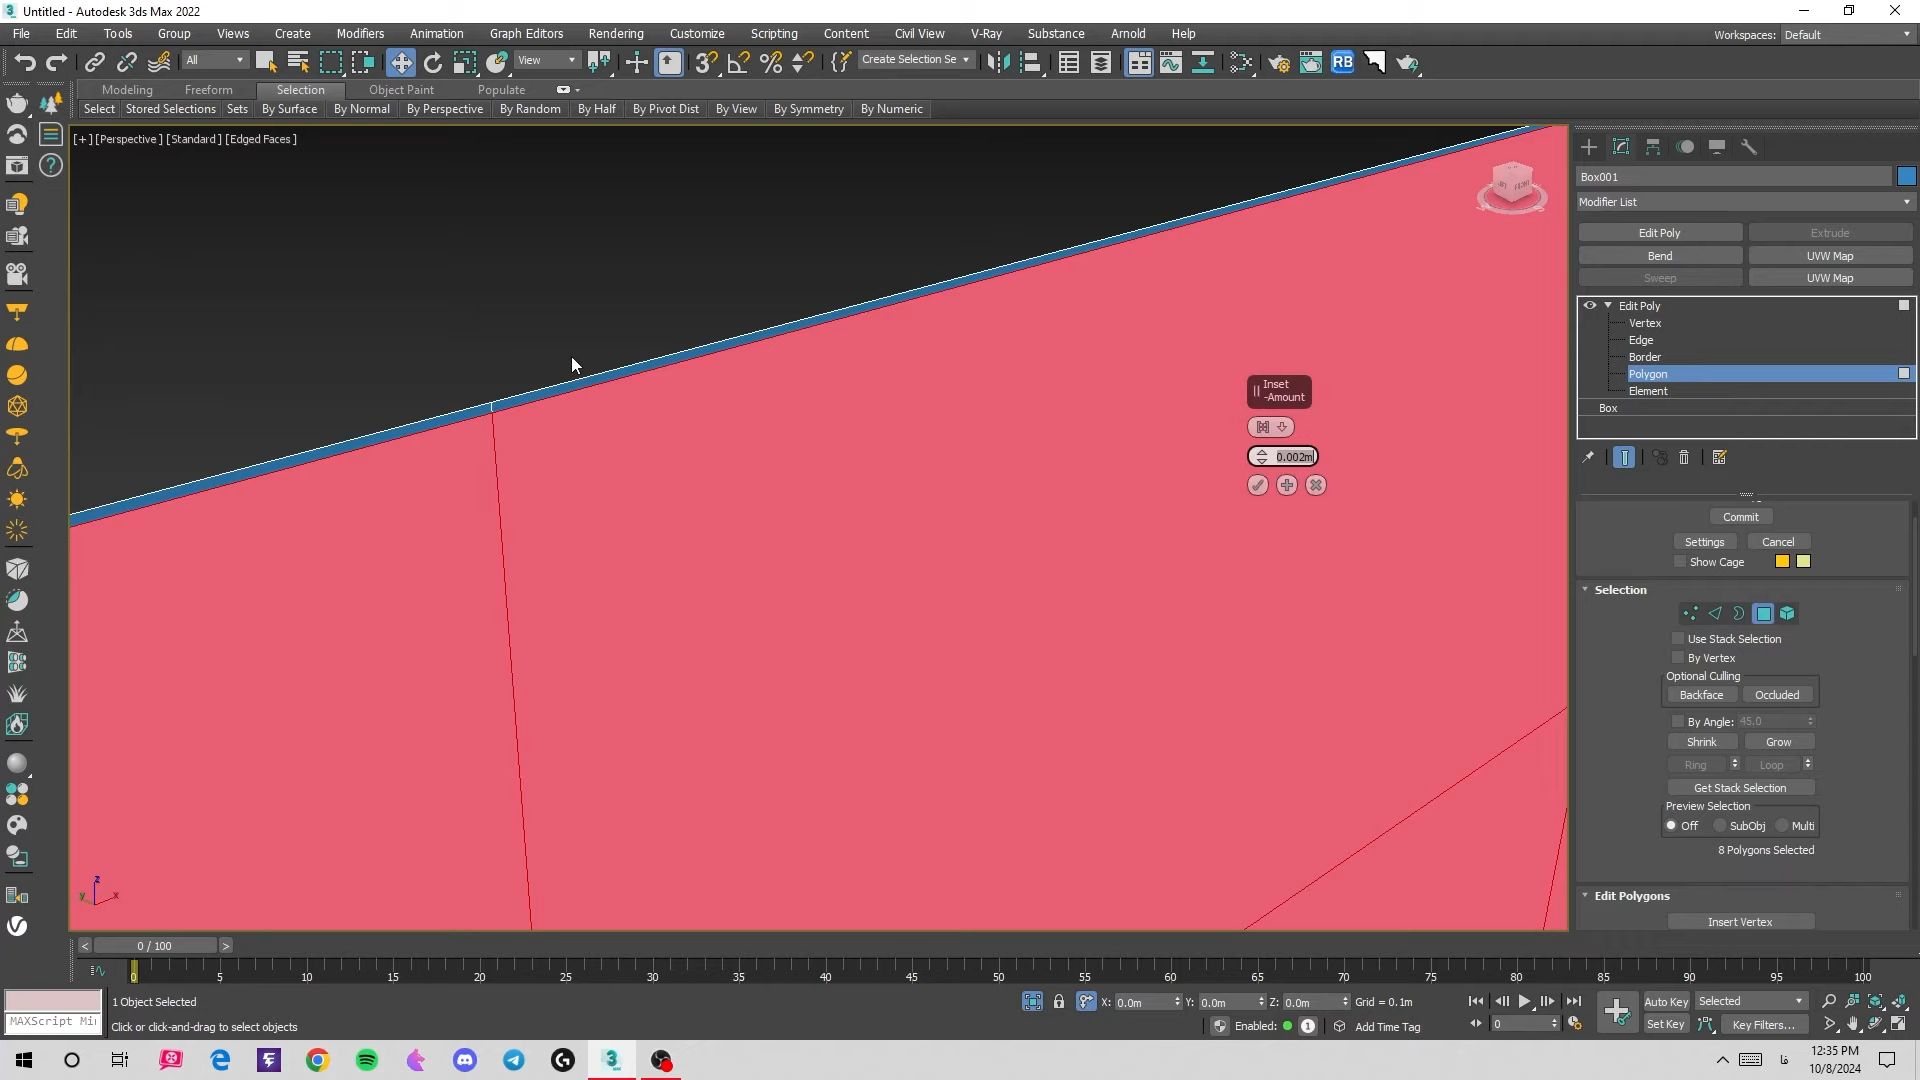 Untitled - Autodesk 3ds Max 2022
File Edit Tools Group Views Create Modifiers Animation Graph Editors Rendering Customize Scripting Content Civil View V-Ray Substance Arnold Help
Workspaces: Default
All View Create Selection Se RB
Modeling Freeform Selection Object Paint Populate
Select Stored Selections Sets By Surface By Normal By Perspective By Random By Half By Pivot Dist By View By Symmetry By Numeric
[+] [Perspective] [Standard] [Edged Faces]
Box001
Modifier List
Edit Poly Extrude
Bend UVW Map
Sweep UVW Map
Edit Poly
Vertex
Edge
Border
Polygon
Element
Box
Inset
-Amount
0.002m
Commit
Settings Cancel
Show Cage
Selection
Use Stack Selection
By Vertex
Optional Culling
Backface Occluded
By Angle: 45.0
Shrink Grow
Ring Loop
Get Stack Selection
Preview Selection
Off SubObj Multi
8 Polygons Selected
Edit Polygons
Insert Vertex
z
y x
< 0 / 100 >
0 5 10 15 20 25 30 35 40 45 50 55 60 65 70 75 80 85 90 95 100
1 Object Selected
X: 0.0m Y: 0.0m Z: 0.0m Grid = 0.1m
Auto Key Selected
MAXScript Mi
Click or click-and-drag to select objects
Enabled: 1 Add Time Tag
0
Set Key Key Filters...
فا
12:35 PM
10/8/2024